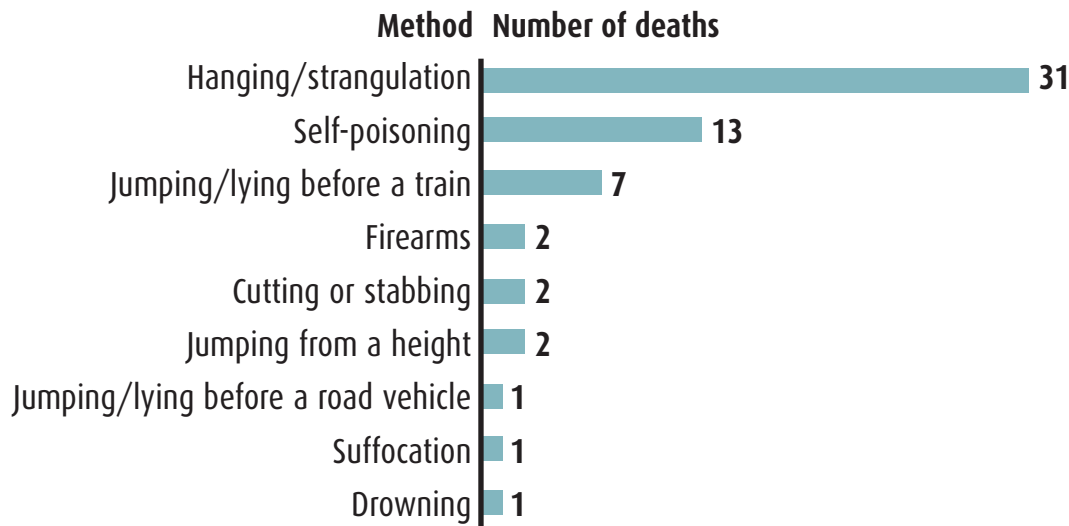 Method Number of deaths
Hanging/strangulation 31
Self-poisoning 13
Jumping/lying before a train 7
Firearms 2
Cutting or stabbing 2
Jumping from a height 2
Jumping/lying before a road vehicle 1
Suffocation 1
Drowning 1